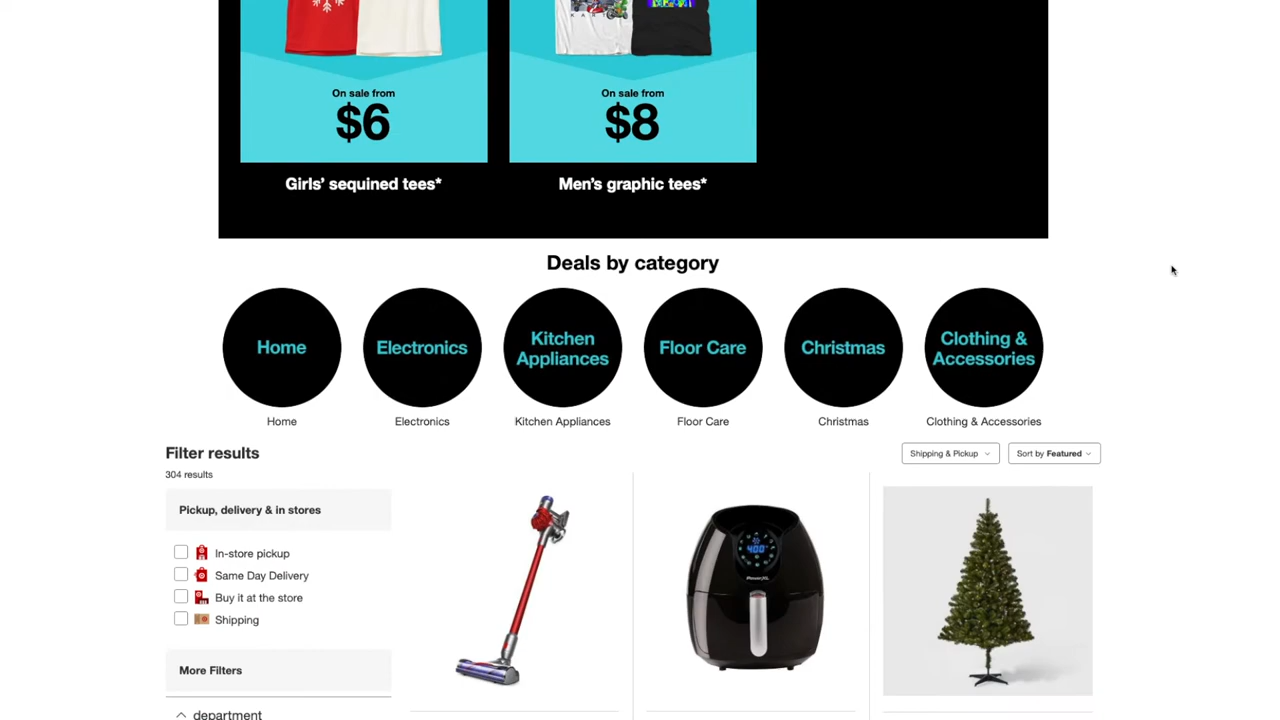 KART
On sale from
$6
On sale from
$8
Girls' sequined tees*
Men's graphic tees*
Deals by category
Home
Electronics
Kitchen
Appliances
Floor Care
Christmas
Clothing &
Accessories
Home
Electronics
Kitchen Appliances
Floor Care
Christmas
Clothing & Accessories
Filter results
Shipping & Pickup
Sort by Featured
304 results
Pickup, delivery & in stores
In-store pickup
Same Day Delivery
Buy it at the store
Shipping
400°
PowerXL
More Filters
department